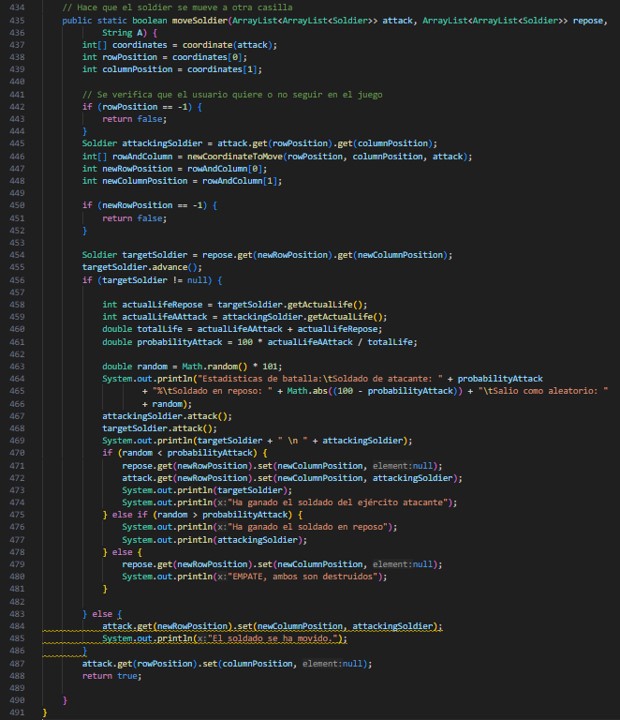 434 // Hace que el soldier se mueve a otra casilla
435 public static boolean moveSoldier(ArrayList<ArrayList<Soldier>> attack, ArrayList<ArrayList<Soldier>> repose,
436 String A) {
437 int[] coordinates = coordinate(attack);
438 int rowPosition = coordinates[0];
439 int columnPosition = coordinates[1];
440
441 // Se verifica que el usuario quiere o no seguir en el juego
442 if (rowPosition == -1) {
443 return false;
444 }
445 Soldier attackingSoldier = attack.get(rowPosition).get(columnPosition);
446 int[] rowAndColumn = newCoordinateToMove(rowPosition, columnPosition, attack);
447 int newRowPosition = rowAndColumn[0];
448 int newColumnPosition = rowAndColumn[1];
449
450 if (newRowPosition == -1) {
451 return false;
452 }
453
454 Soldier targetSoldier = repose.get(newRowPosition).get(newColumnPosition);
455 targetSoldier.advance();
456 if (targetSoldier != null) {
457
458 int actualLifeRepose = targetSoldier.getActualLife();
459 int actualLifeAAttack = attackingSoldier.getActualLife();
460 double totalLife = actualLifeAAttack + actualLifeRepose;
461 double probabilityAttack = 100 * actualLifeAAttack / totalLife;
462
463 double random = Math.random() * 101;
464 System.out.println("Estadisticas de batalla:\tSoldado de atacante: " + probabilityAttack
465 + "%\tSoldado en reposo: " + Math.abs((100 - probabilityAttack)) + "\tSalio como aleatorio: "
466 + random);
467 attackingSoldier.attack();
468 targetSoldier.attack();
469 System.out.println(targetSoldier + " \n " + attackingSoldier);
470 if (random < probabilityAttack) {
471 repose.get(newRowPosition).set(newColumnPosition, element:null);
472 attack.get(newRowPosition).set(newColumnPosition, attackingSoldier);
473 System.out.println(targetSoldier);
474 System.out.println(x:"Ha ganado el soldado del ejército atacante");
475 } else if (random > probabilityAttack) {
476 System.out.println(x:"Ha ganado el soldado en reposo");
477 System.out.println(attackingSoldier);
478 } else {
479 repose.get(newRowPosition).set(newColumnPosition, element:null);
480 System.out.println(x:"EMPATE, ambos son destruidos");
481 }
482
483 } else {
484 attack.get(newRowPosition).set(newColumnPosition, attackingSoldier);
485 System.out.println(x:"El soldado se ha movido.");
486 }
487 attack.get(rowPosition).set(columnPosition, element:null);
488 return true;
489
490 }
491 }